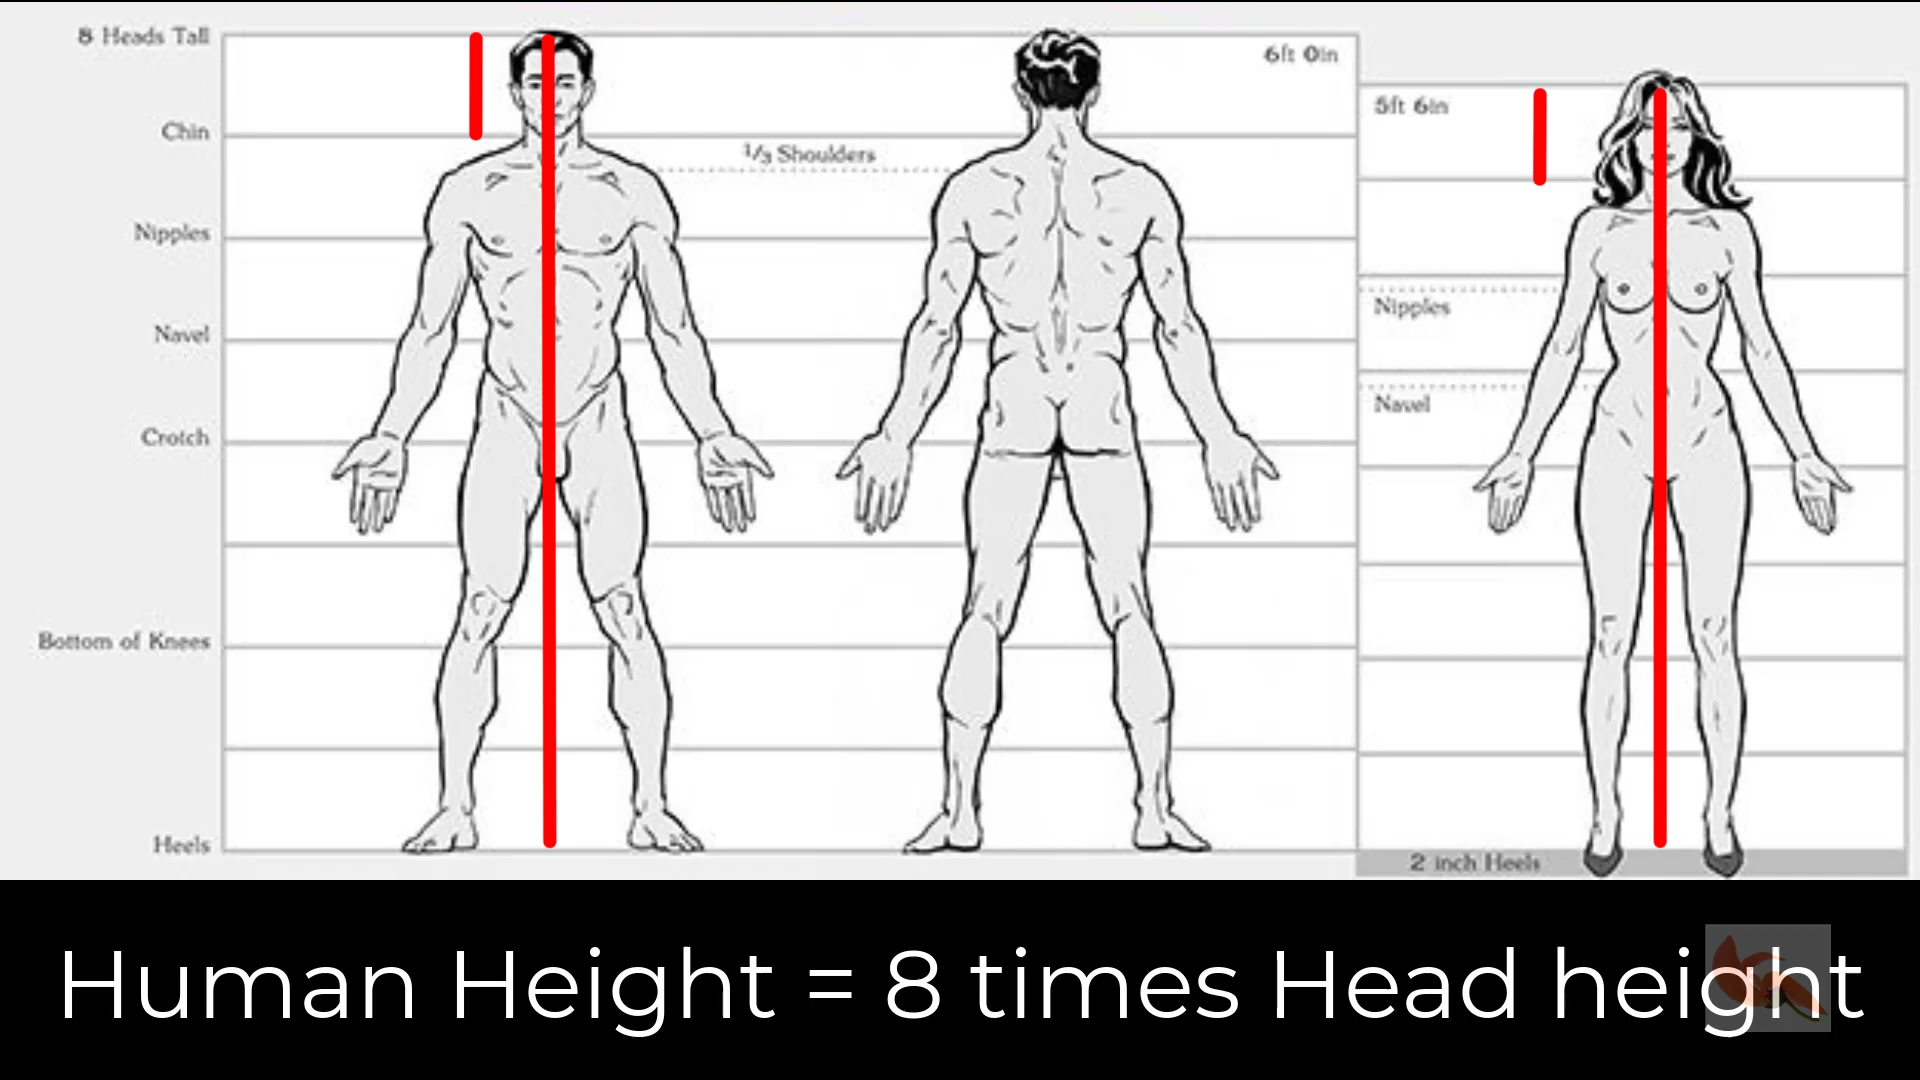 8 Heads Tall
6ft 0in
5ft 6in
Chin
1/3 Shoulders
Nipples
Nipples
Navel
Navel
Crotch
Bottom of Knees
Heels
2 inch Heels
Human Height = 8 times Head height